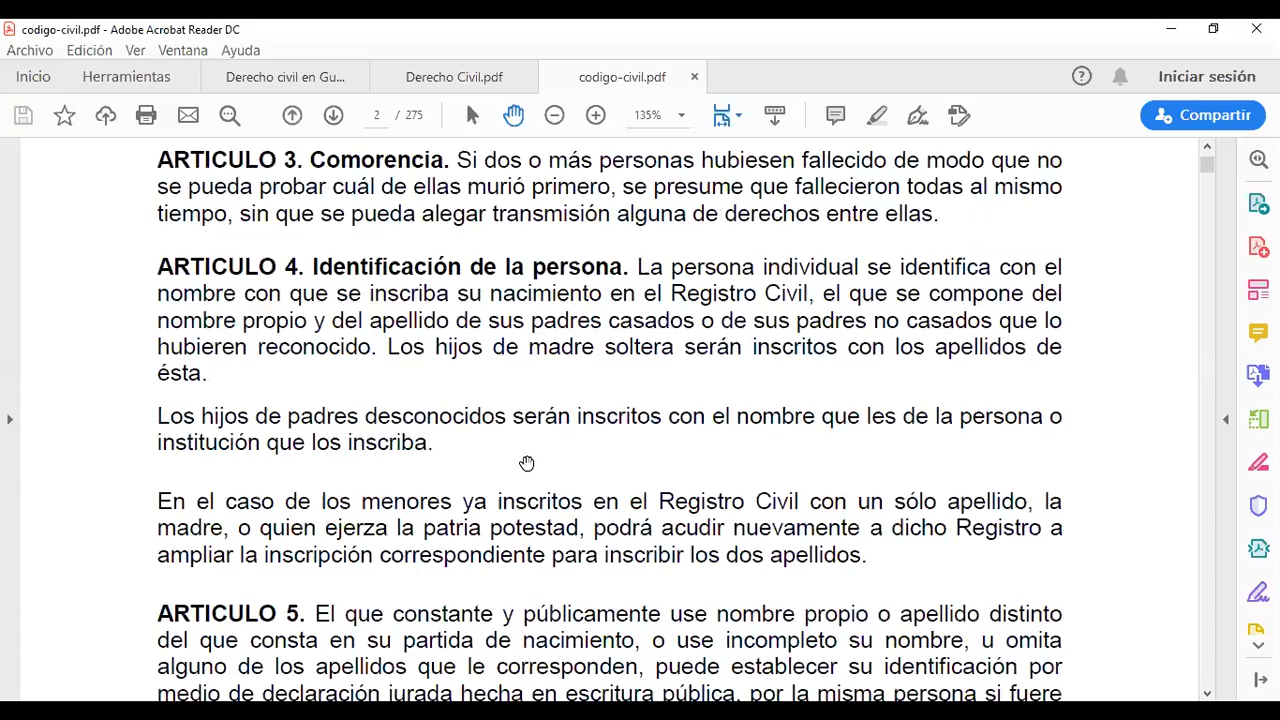 codigo-civil.pdf - Adobe Acrobat Reader DC
Archivo Edición Ver Ventana Ayuda
Inicio Herramientas Derecho civil en Gu... Derecho Civil.pdf codigo-civil.pdf × Iniciar sesión
2 / 275 135% Compartir
ARTICULO 3. Comorencia. Si dos o más personas hubiesen fallecido de modo que no
se pueda probar cuál de ellas murió primero, se presume que fallecieron todas al mismo
tiempo, sin que se pueda alegar transmisión alguna de derechos entre ellas.
ARTICULO 4. Identificación de la persona. La persona individual se identifica con el
nombre con que se inscriba su nacimiento en el Registro Civil, el que se compone del
nombre propio y del apellido de sus padres casados o de sus padres no casados que lo
hubieren reconocido. Los hijos de madre soltera serán inscritos con los apellidos de
ésta.
Los hijos de padres desconocidos serán inscritos con el nombre que les de la persona o
institución que los inscriba.
En el caso de los menores ya inscritos en el Registro Civil con un sólo apellido, la
madre, o quien ejerza la patria potestad, podrá acudir nuevamente a dicho Registro a
ampliar la inscripción correspondiente para inscribir los dos apellidos.
ARTICULO 5. El que constante y públicamente use nombre propio o apellido distinto
del que consta en su partida de nacimiento, o use incompleto su nombre, u omita
alguno de los apellidos que le corresponden, puede establecer su identificación por
medio de declaración jurada hecha en escritura pública, por la misma persona si fuere